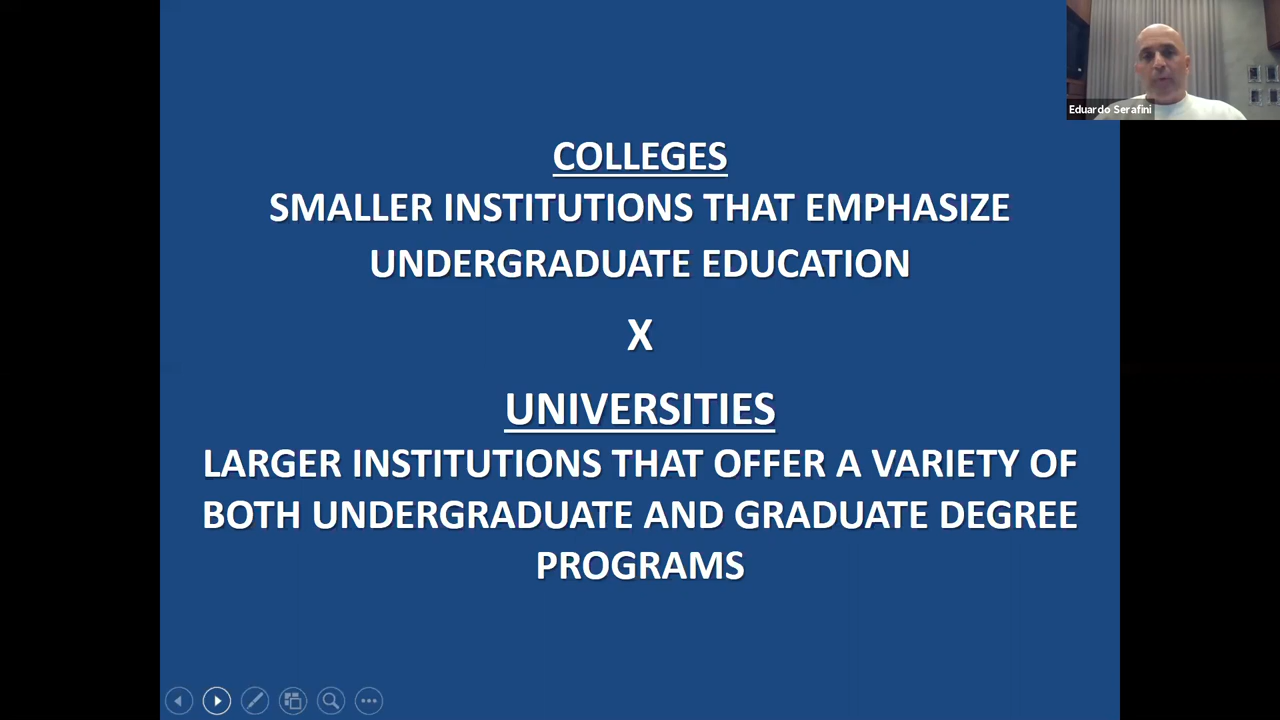 Eduardo Serafini
COLLEGES
SMALLER INSTITUTIONS THAT EMPHASIZE
UNDERGRADUATE EDUCATION
X
UNIVERSITIES
LARGER INSTITUTIONS THAT OFFER A VARIETY OF
BOTH UNDERGRADUATE AND GRADUATE DEGREE
PROGRAMS